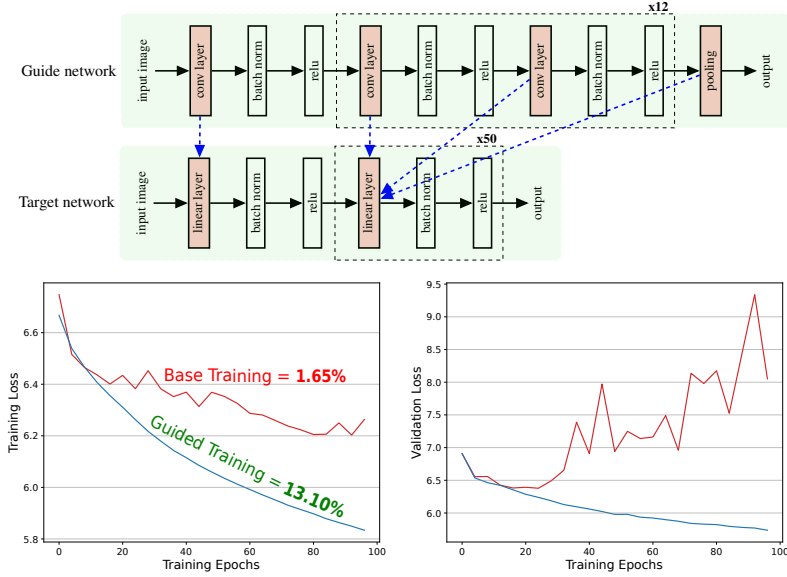 x12
Guide network
input image
conv layer
batch norm
relu
conv layer
batch norm
relu
conv layer
batch norm
relu
pooling
output
x50
Target network
input image
linear layer
batch norm
relu
linear layer
batch norm
relu
output
Training Loss
6.6
6.4
6.2
6.0
5.8
Base Training = 1.65%
Guided Training = 13.10%
0
20
40
60
80
100
Training Epochs
Validation Loss
9.5
9.0
8.5
8.0
7.5
7.0
6.5
6.0
0
20
40
60
80
100
Training Epochs